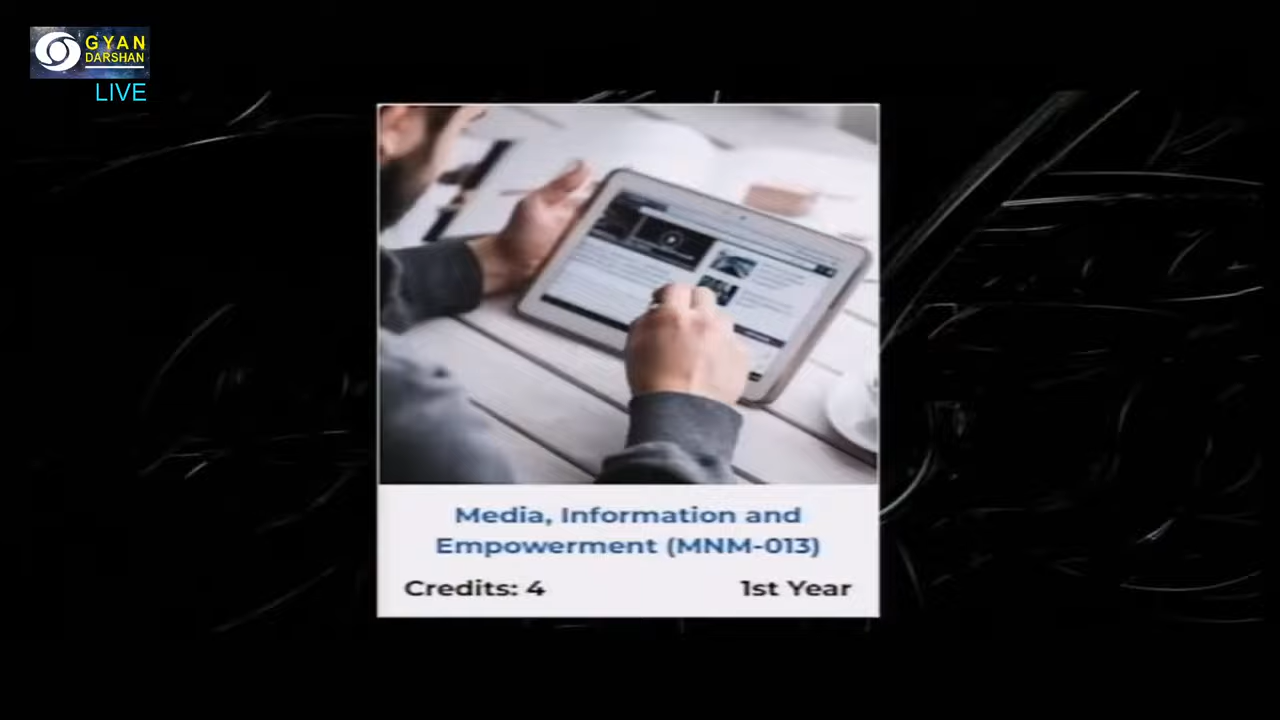 GYAN
DARSHAN
LIVE
Media, Information and
Empowerment (MNM-013)
Credits: 4
1st Year